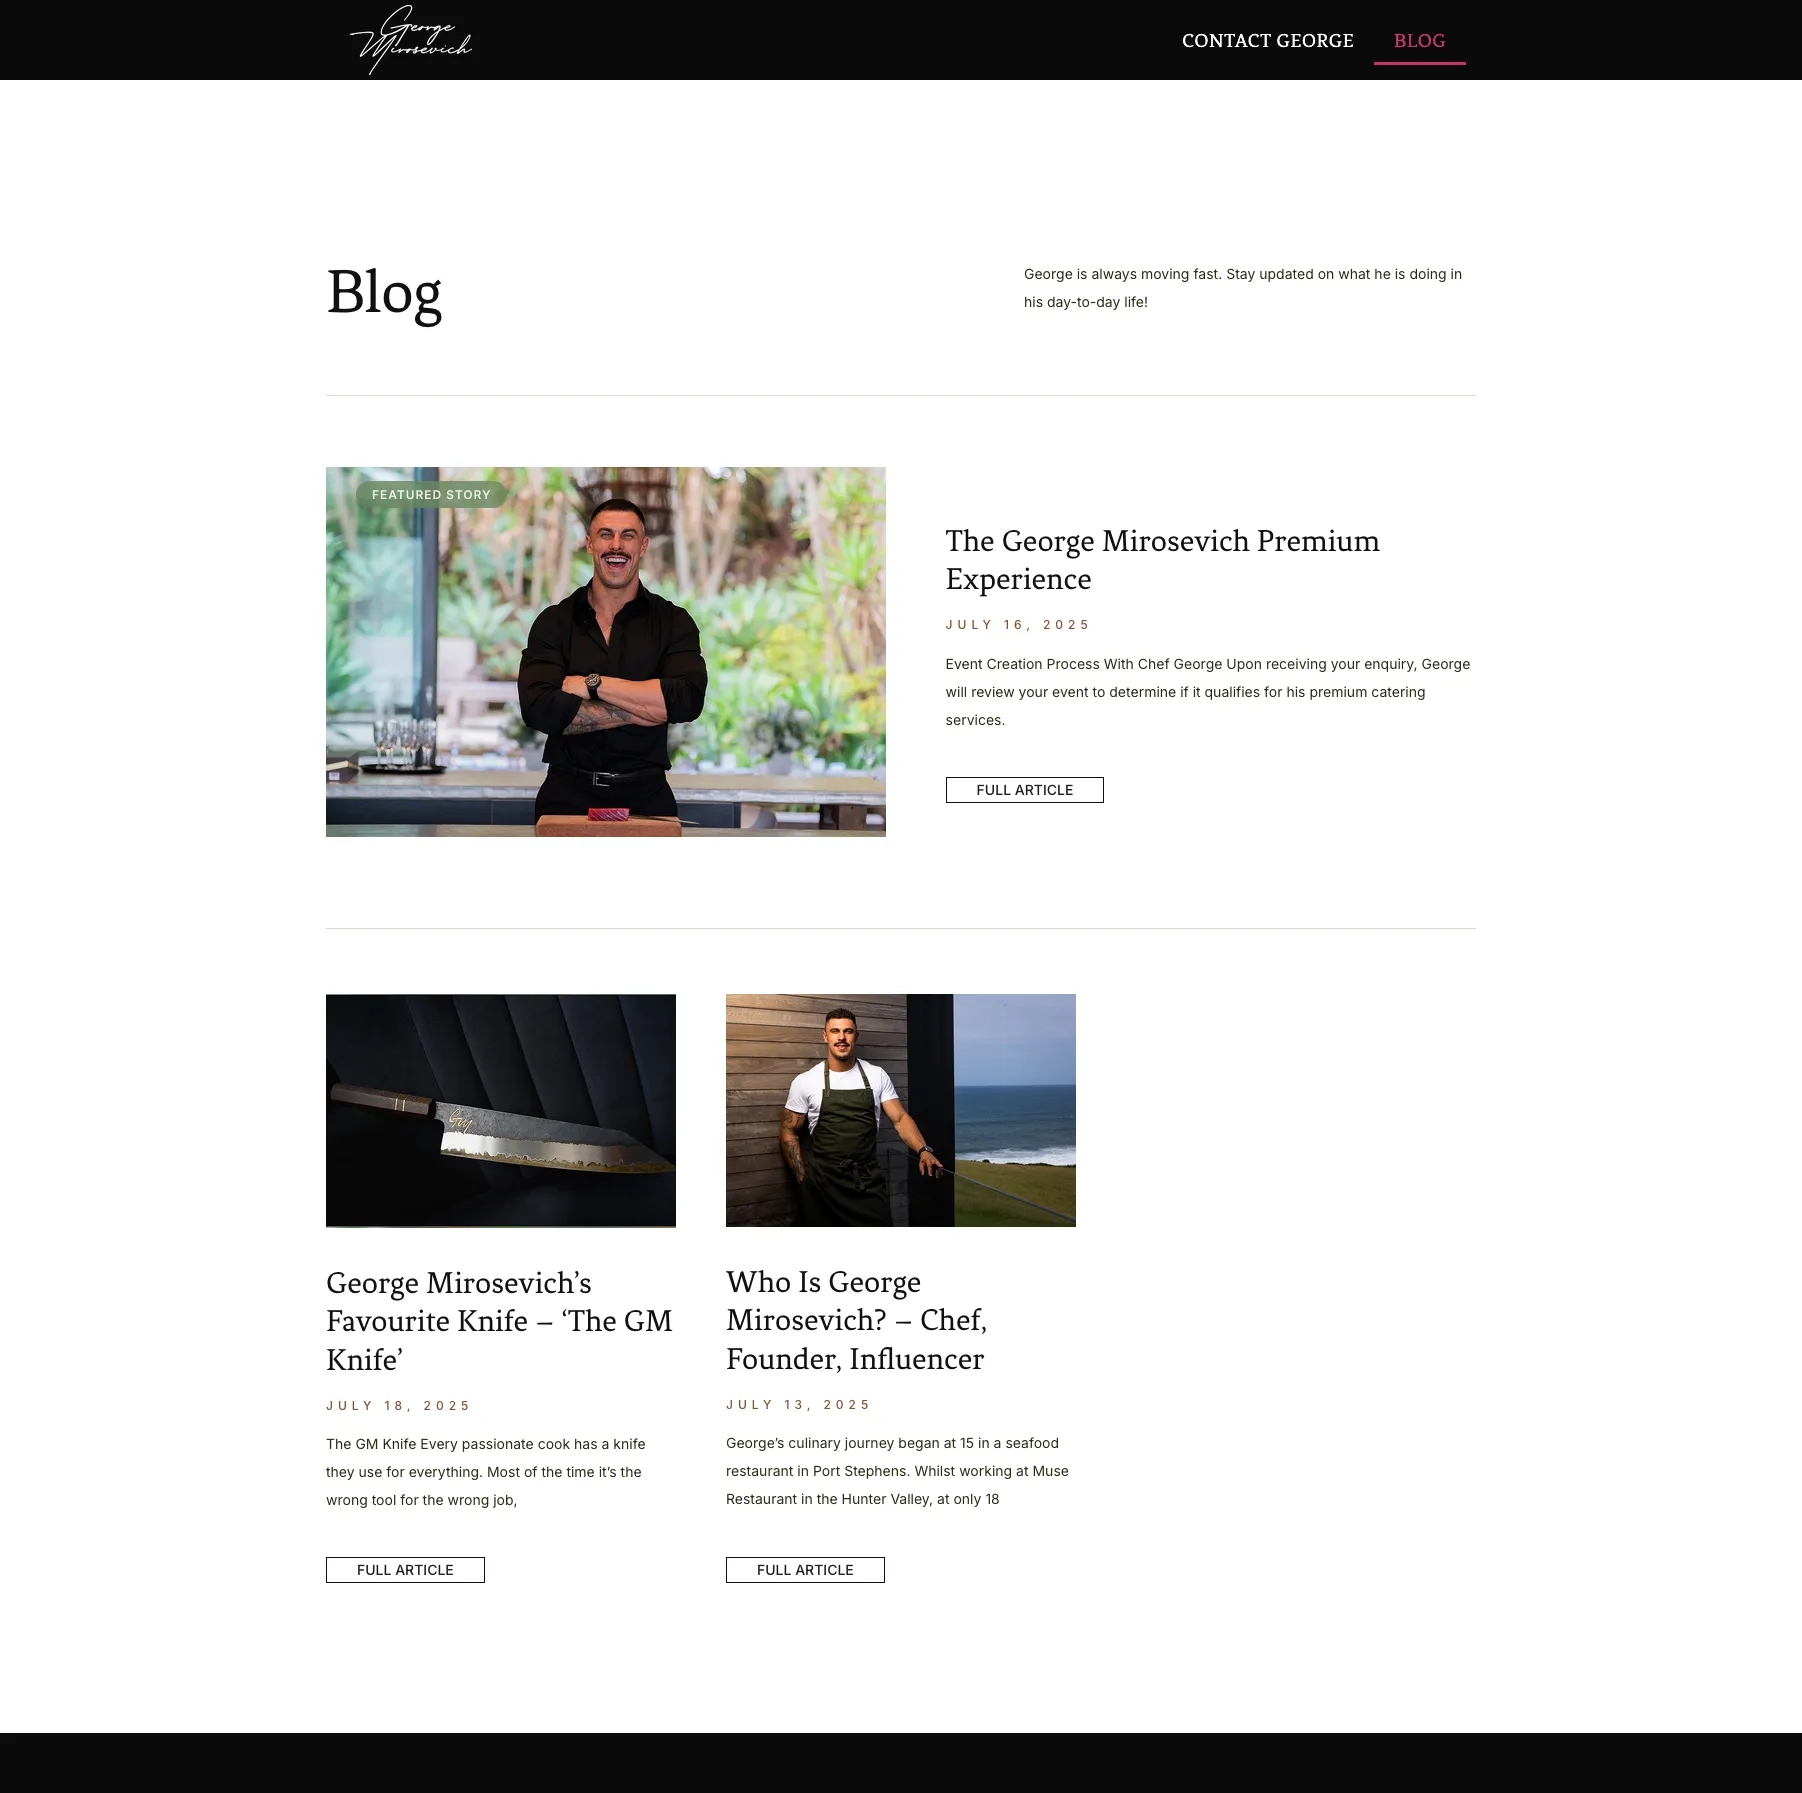 George
Mirosevich
CONTACT GEORGE
BLOG
Blog
George is always moving fast. Stay updated on what he is doing in
his day-to-day life!
FEATURED STORY
The George Mirosevich Premium
Experience
JULY 16, 2025
Event Creation Process With Chef George Upon receiving your enquiry, George
will review your event to determine if it qualifies for his premium catering
services.
FULL ARTICLE
GM
George Mirosevich’s
Favourite Knife – ‘The GM
Knife’
JULY 18, 2025
The GM Knife Every passionate cook has a knife
they use for everything. Most of the time it’s the
wrong tool for the wrong job,
FULL ARTICLE
Who Is George
Mirosevich? – Chef,
Founder, Influencer
JULY 13, 2025
George’s culinary journey began at 15 in a seafood
restaurant in Port Stephens. Whilst working at Muse
Restaurant in the Hunter Valley, at only 18
FULL ARTICLE